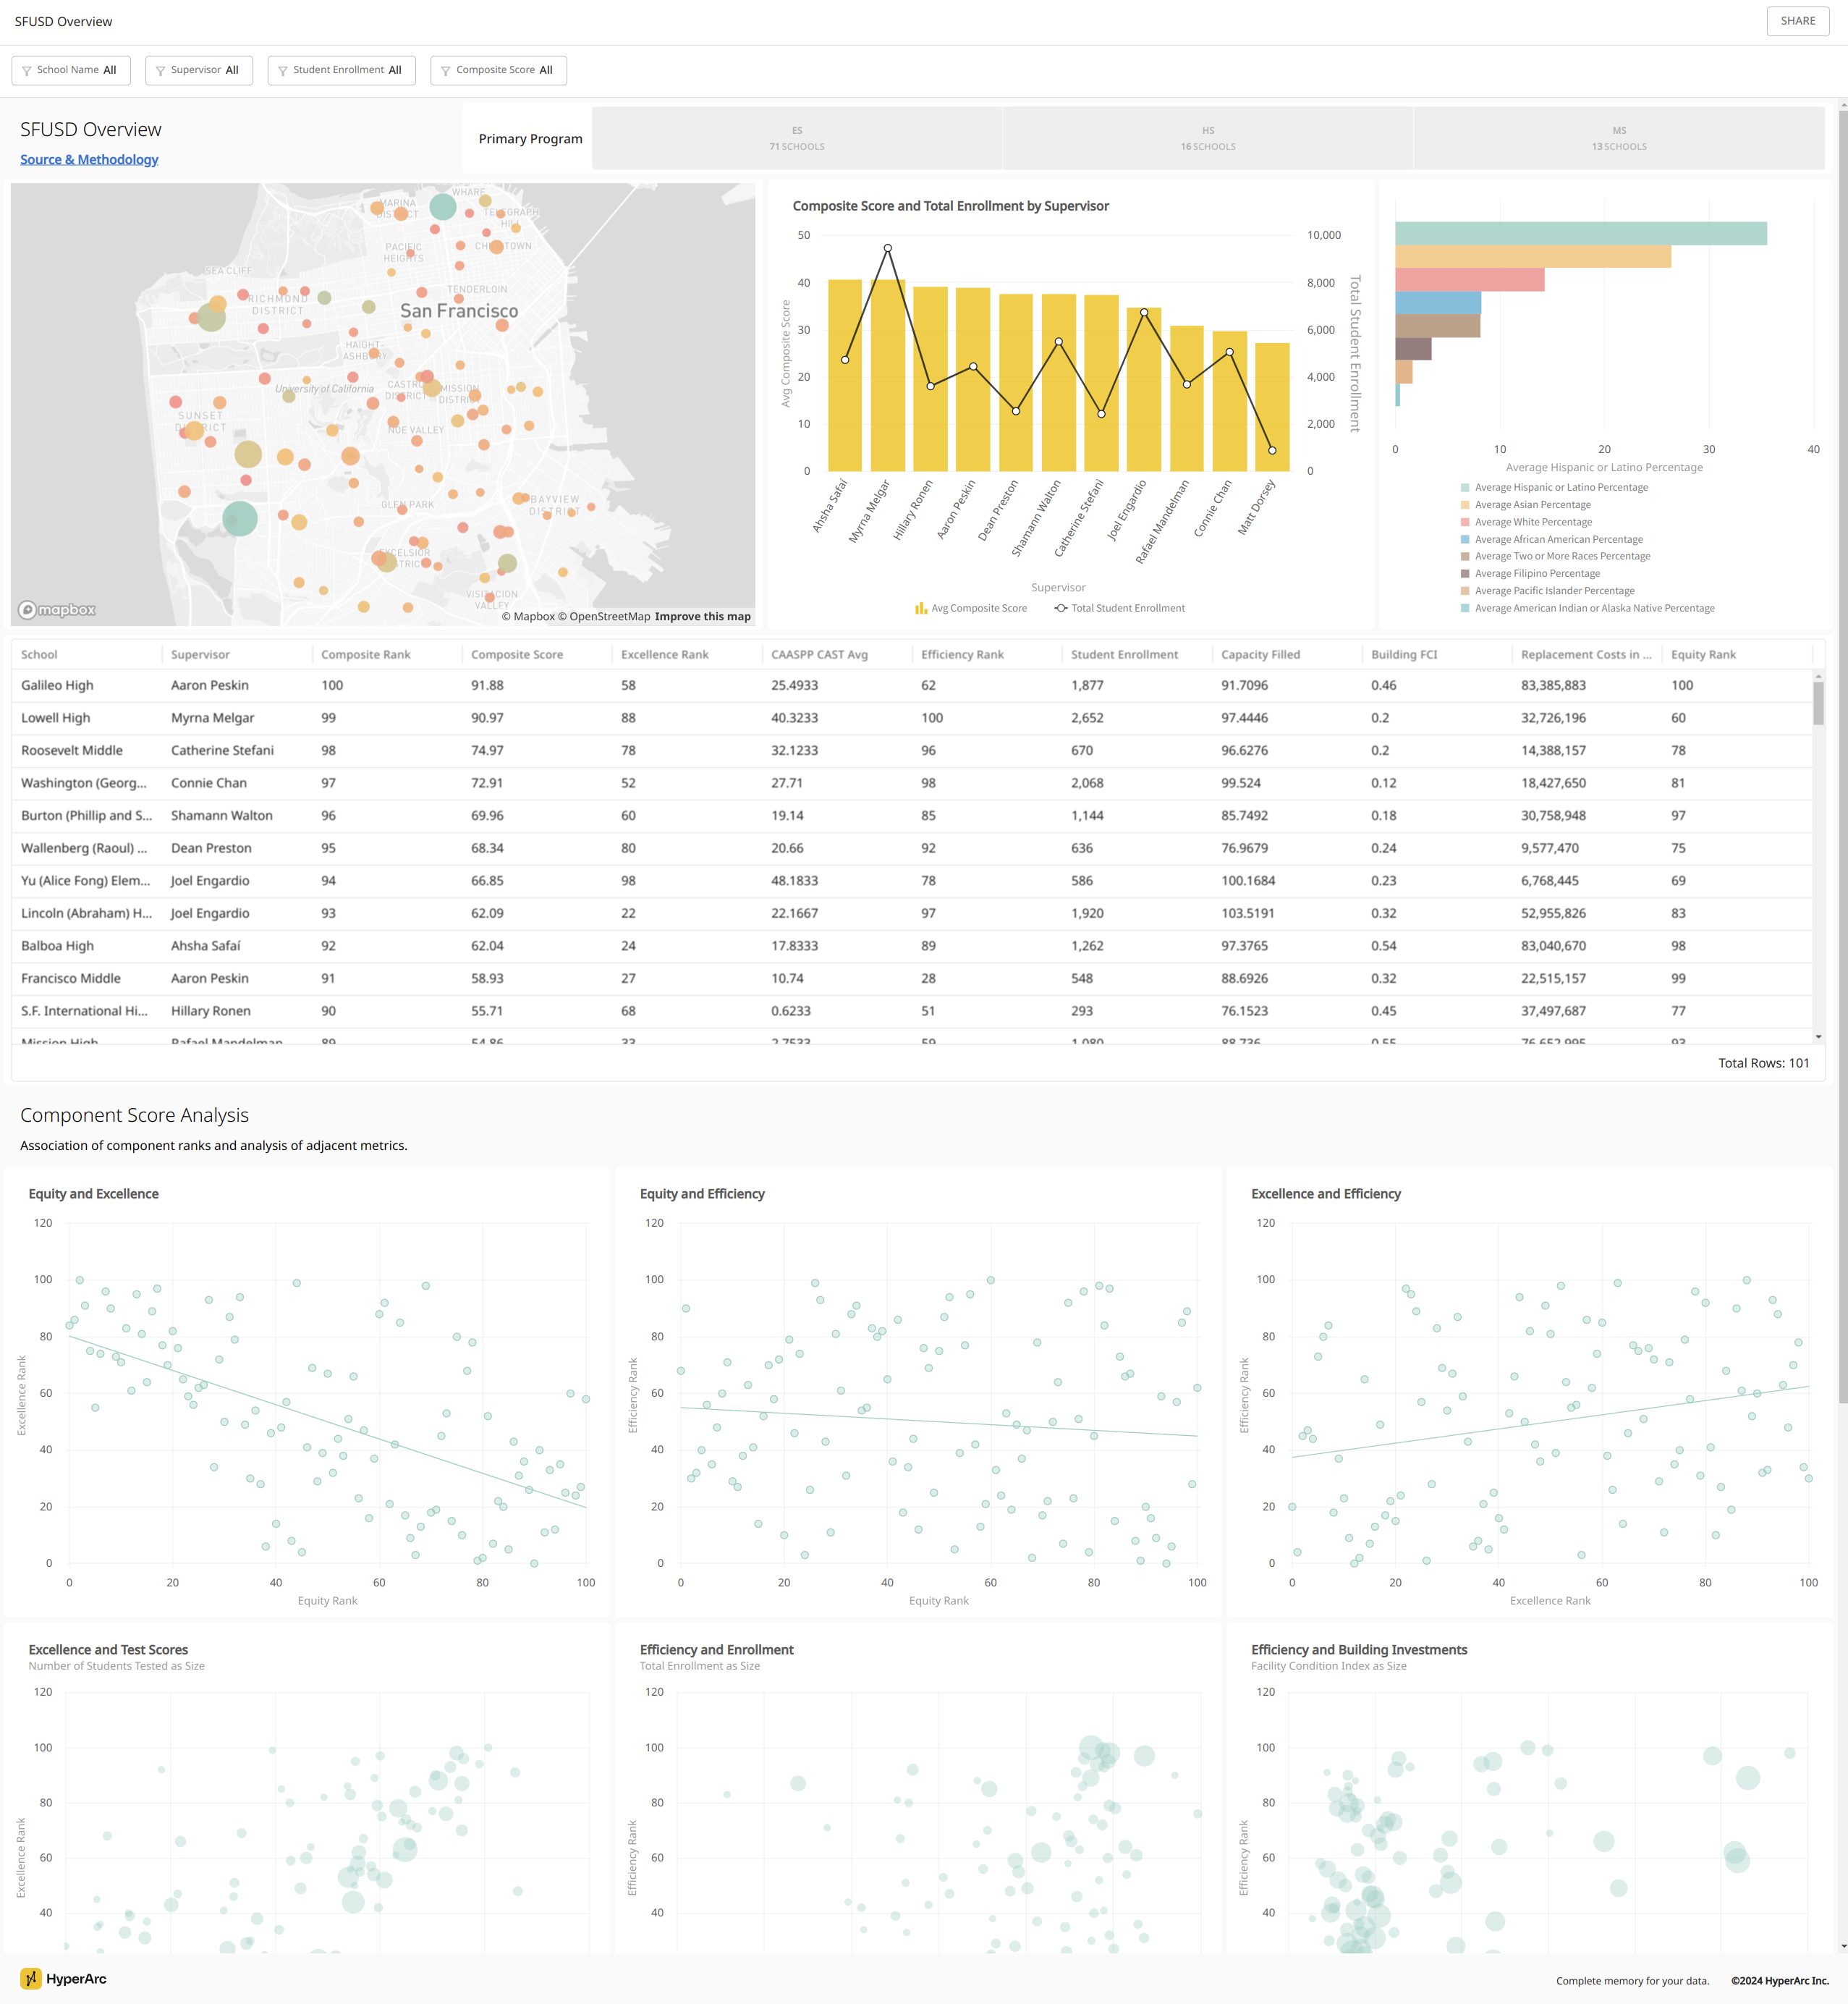 SFUSD Overview
SHARE
School Name All
Supervisor All
Student Enrollment All
Composite Score All
SFUSD Overview
Source & Methodology
Primary Program
ES
71 SCHOOLS
HS
16 SCHOOLS
MS
13 SCHOOLS
WHARF
MARINA
DISTRICT
TELEGRAPH
HILL
PACIFIC
HEIGHTS
CHINATOWN
SEA CLIFF
RICHMOND
DISTRICT
TENDERLOIN
San Francisco
HAIGHT-
ASHBURY
University of California
CASTRO
DISTRICT
MISSION
DISTRICT
SUNSET
DISTRICT
NOE VALLEY
GLEN PARK
BAYVIEW
DISTRICT
EXCELSIOR
DISTRICT
VISITACION
VALLEY
mapbox
© Mapbox © OpenStreetMap Improve this map
Composite Score and Total Enrollment by Supervisor
50
40
30
20
10
0
10,000
8,000
6,000
4,000
2,000
0
Avg Composite Score
Total Student Enrollment
Ahsha Safaí
Myrna Melgar
Hillary Ronen
Aaron Peskin
Dean Preston
Shamann Walton
Catherine Stefani
Joel Engardio
Rafael Mandelman
Connie Chan
Matt Dorsey
Supervisor
Avg Composite Score
Total Student Enrollment
0 10 20 30 40
Average Hispanic or Latino Percentage
Average Hispanic or Latino Percentage
Average Asian Percentage
Average White Percentage
Average African American Percentage
Average Two or More Races Percentage
Average Filipino Percentage
Average Pacific Islander Percentage
Average American Indian or Alaska Native Percentage
School Supervisor Composite Rank Composite Score Excellence Rank CAASPP CAST Avg Efficiency Rank Student Enrollment Capacity Filled Building FCI Replacement Costs in ... Equity Rank
Galileo High Aaron Peskin 100 91.88 58 25.4933 62 1,877 91.7096 0.46 83,385,883 100
Lowell High Myrna Melgar 99 90.97 88 40.3233 100 2,652 97.4446 0.2 32,726,196 60
Roosevelt Middle Catherine Stefani 98 74.97 78 32.1233 96 670 96.6276 0.2 14,388,157 78
Washington (Georg... Connie Chan 97 72.91 52 27.71 98 2,068 99.524 0.12 18,427,650 81
Burton (Phillip and S... Shamann Walton 96 69.96 60 19.14 85 1,144 85.7492 0.18 30,758,948 97
Wallenberg (Raoul) ... Dean Preston 95 68.34 80 20.66 92 636 76.9679 0.24 9,577,470 75
Yu (Alice Fong) Elem... Joel Engardio 94 66.85 98 48.1833 78 586 100.1684 0.23 6,768,445 69
Lincoln (Abraham) H... Joel Engardio 93 62.09 22 22.1667 97 1,920 103.5191 0.32 52,955,826 83
Balboa High Ahsha Safaí 92 62.04 24 17.8333 89 1,262 97.3765 0.54 83,040,670 98
Francisco Middle Aaron Peskin 91 58.93 27 10.74 28 548 88.6926 0.32 22,515,157 99
S.F. International Hi... Hillary Ronen 90 55.71 68 0.6233 51 293 76.1523 0.45 37,497,687 77
Mission High Rafael Mandelman 89 54.86 33 2.7533 59 1,080 88.736 0.55 76,652,995 93
Total Rows: 101
Component Score Analysis
Association of component ranks and analysis of adjacent metrics.
Equity and Excellence
120
100
80
60
40
20
0
Excellence Rank
0 20 40 60 80 100
Equity Rank
Equity and Efficiency
120
100
80
60
40
20
0
Efficiency Rank
0 20 40 60 80 100
Equity Rank
Excellence and Efficiency
120
100
80
60
40
20
0
Efficiency Rank
0 20 40 60 80 100
Excellence Rank
Excellence and Test Scores
Number of Students Tested as Size
120
100
80
60
40
Excellence Rank
Efficiency and Enrollment
Total Enrollment as Size
120
100
80
60
40
Efficiency Rank
Efficiency and Building Investments
Facility Condition Index as Size
120
100
80
60
40
Efficiency Rank
HyperArc
Complete memory for your data. ©2024 HyperArc Inc.